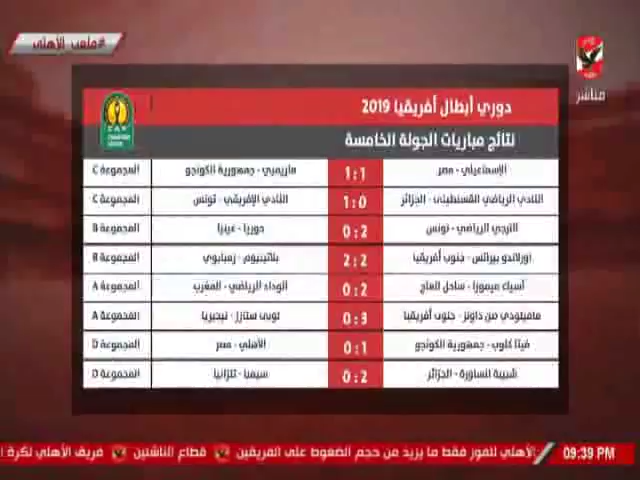 #ملعب_الأهلي
مباشر
دوري أبطال أفريقيا 2019
نتائج مباريات الجولة الخامسة
الإسماعيلي - مصر 1 : 1 مازيمبي - جمهورية الكونجو المجموعة C
النادي الرياضي القسنطيني - الجزائر 1 : 0 النادي الإفريقي - تونس المجموعة C
الترجي الرياضي - تونس 0 : 2 حوريا - غينيا المجموعة B
اورلاندو بيراتس - جنوب أفريقيا 2 : 2 بلاتينيوم - زمبابوي المجموعة B
أسيك ميموزا - ساحل العاج 0 : 2 الوداد الرياضي - المغرب المجموعة A
ماميلودي صن داونز - جنوب أفريقيا 0 : 3 لوبي ستارز - نيجيريا المجموعة A
فيتا كلوب - جمهورية الكونجو 0 : 1 الأهلي - مصر المجموعة D
شبيبة الساورة - الجزائر 0 : 2 سيمبا - تنزانيا المجموعة D
09:39 PM الأهلي للفوز فقط ما يزيد من حجم الضغوط على الفريقين قطاع الناشئين فريق الأهلي لكرة ا